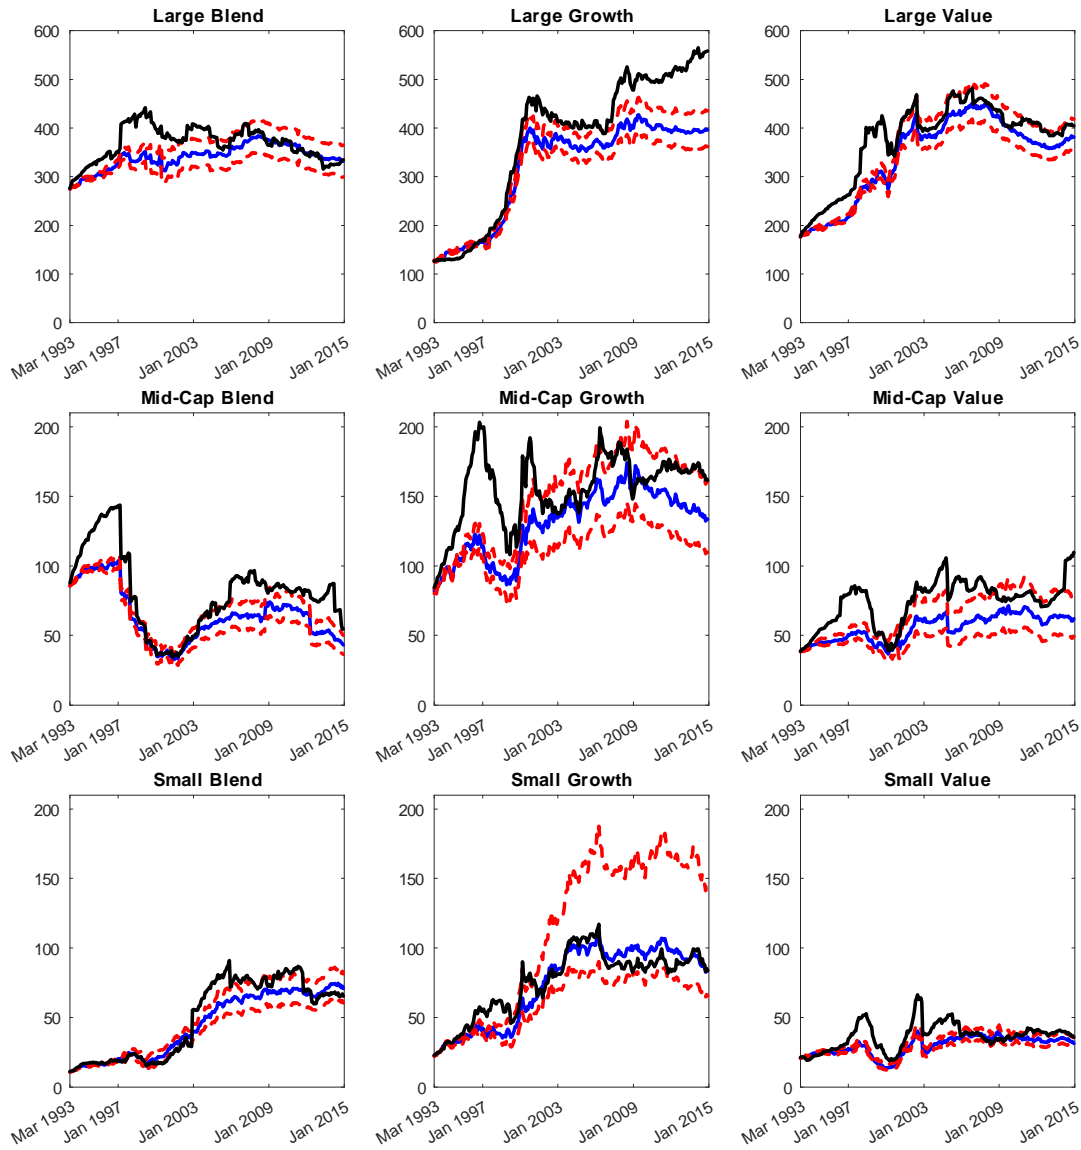 Large Blend
600
500
400
300
200
100
0
Mar 1993
Jan 1997
Jan 2003
Jan 2009
Jan 2015
Large Growth
600
500
400
300
200
100
0
Mar 1993
Jan 1997
Jan 2003
Jan 2009
Jan 2015
Large Value
600
500
400
300
200
100
0
Mar 1993
Jan 1997
Jan 2003
Jan 2009
Jan 2015
Mid-Cap Blend
200
150
100
50
0
Mar 1993
Jan 1997
Jan 2003
Jan 2009
Jan 2015
Mid-Cap Growth
200
150
100
50
0
Mar 1993
Jan 1997
Jan 2003
Jan 2009
Jan 2015
Mid-Cap Value
200
150
100
50
0
Mar 1993
Jan 1997
Jan 2003
Jan 2009
Jan 2015
Small Blend
200
150
100
50
0
Mar 1993
Jan 1997
Jan 2003
Jan 2009
Jan 2015
Small Growth
200
150
100
50
0
Mar 1993
Jan 1997
Jan 2003
Jan 2009
Jan 2015
Small Value
200
150
100
50
0
Mar 1993
Jan 1997
Jan 2003
Jan 2009
Jan 2015